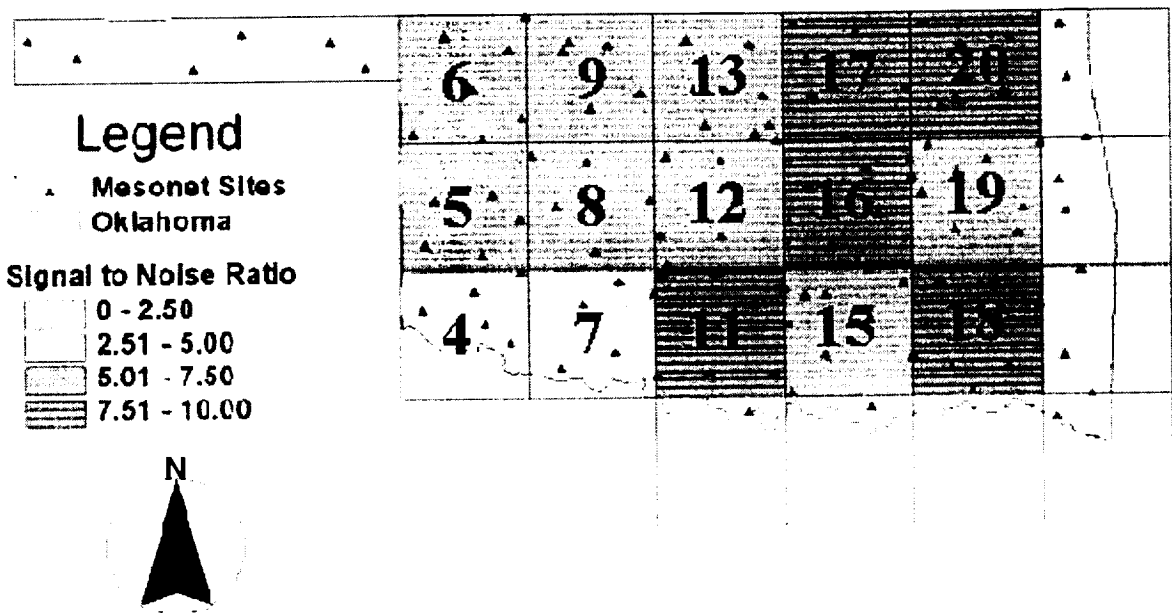 6 9 13 17 20
Legend
Mesonet Sites
Oklahoma
5 8 12 16 19
Signal to Noise Ratio
0 - 2.50
2.51 - 5.00
5.01 - 7.50
7.51 - 10.00
4 7 11 15 18
N